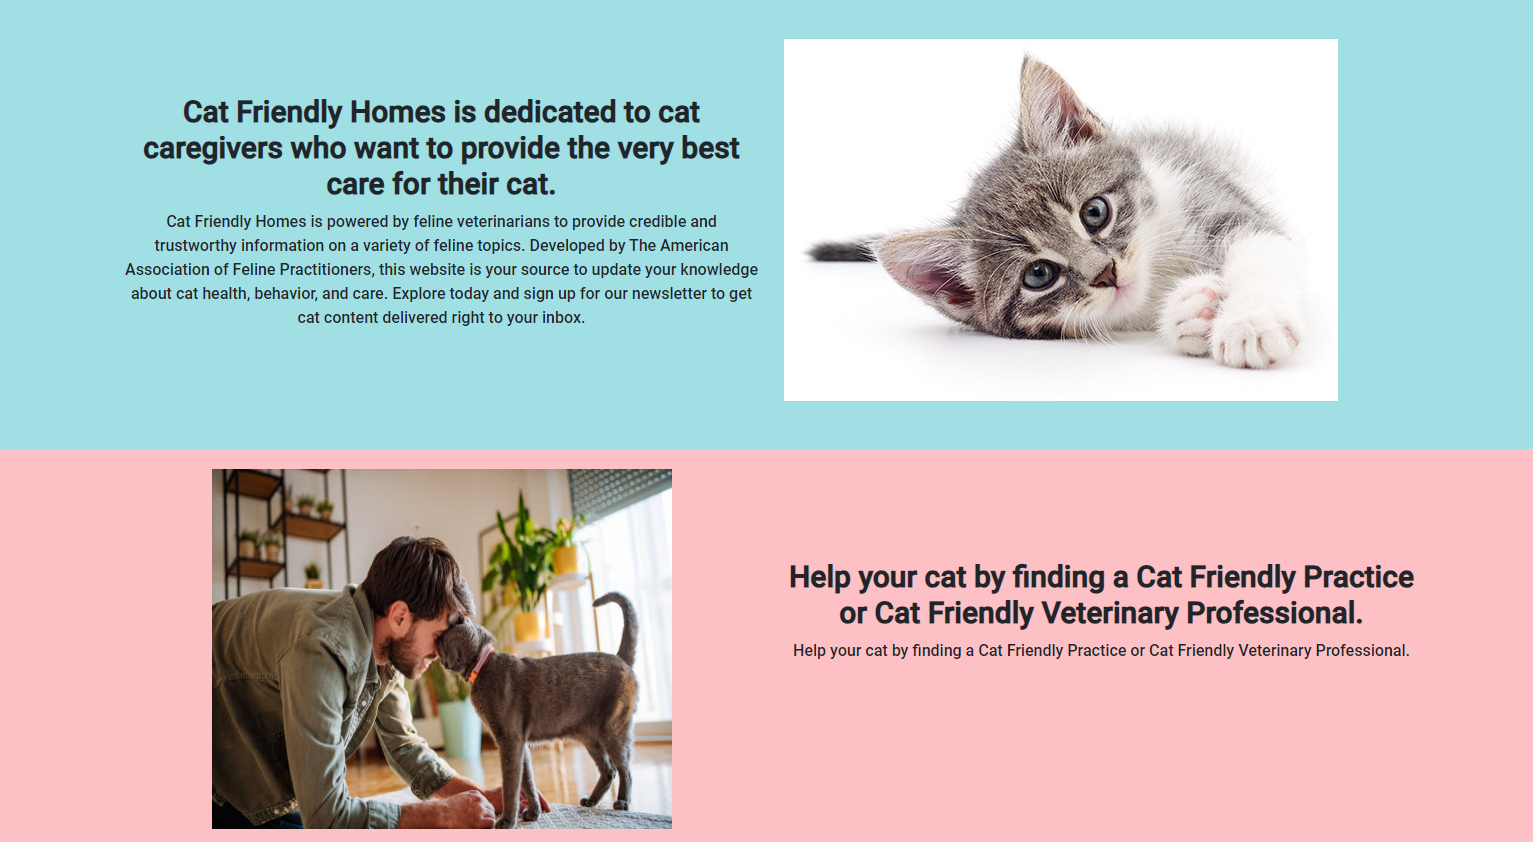 Cat Friendly Homes is dedicated to cat
caregivers who want to provide the very best
care for their cat.
Cat Friendly Homes is powered by feline veterinarians to provide credible and
trustworthy information on a variety of feline topics. Developed by The American
Association of Feline Practitioners, this website is your source to update your knowledge
about cat health, behavior, and care. Explore today and sign up for our newsletter to get
cat content delivered right to your inbox.
Help your cat by finding a Cat Friendly Practice
or Cat Friendly Veterinary Professional.
Help your cat by finding a Cat Friendly Practice or Cat Friendly Veterinary Professional.